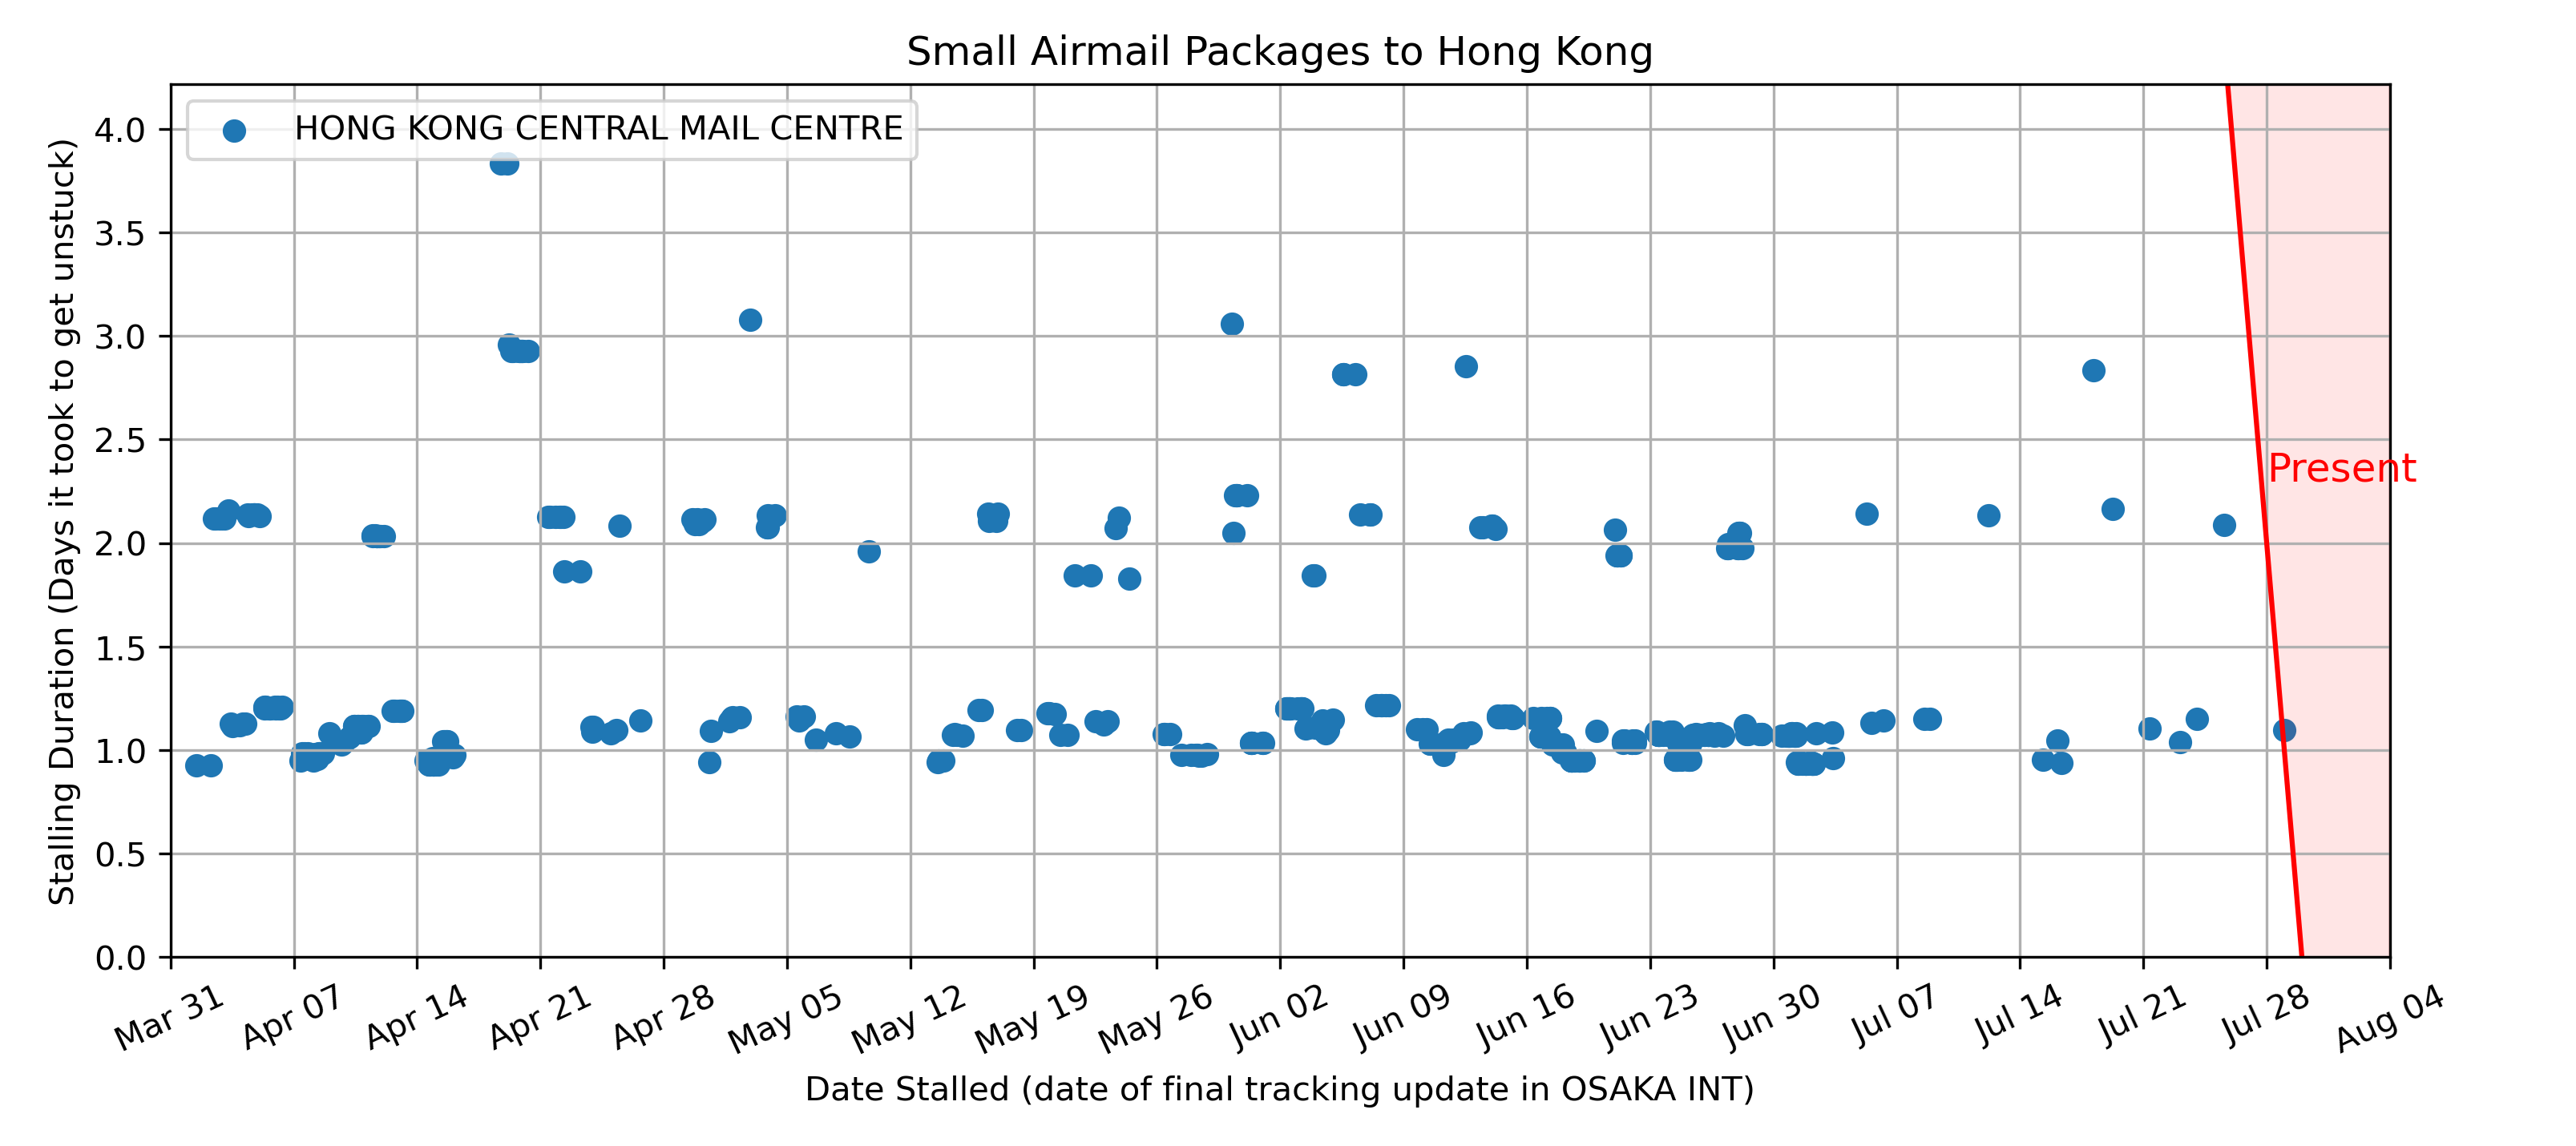 Small Airmail Packages to Hong Kong
HONG KONG CENTRAL MAIL CENTRE
Stalling Duration (Days it took to get unstuck)
4.0
3.5
3.0
2.5
2.0
1.5
1.0
0.5
0.0
Present
Mar 31
Apr 07
Apr 14
Apr 21
Apr 28
May 05
May 12
May 19
May 26
Jun 02
Jun 09
Jun 16
Jun 23
Jun 30
Jul 07
Jul 14
Jul 21
Jul 28
Aug 04
Date Stalled (date of final tracking update in OSAKA INT)